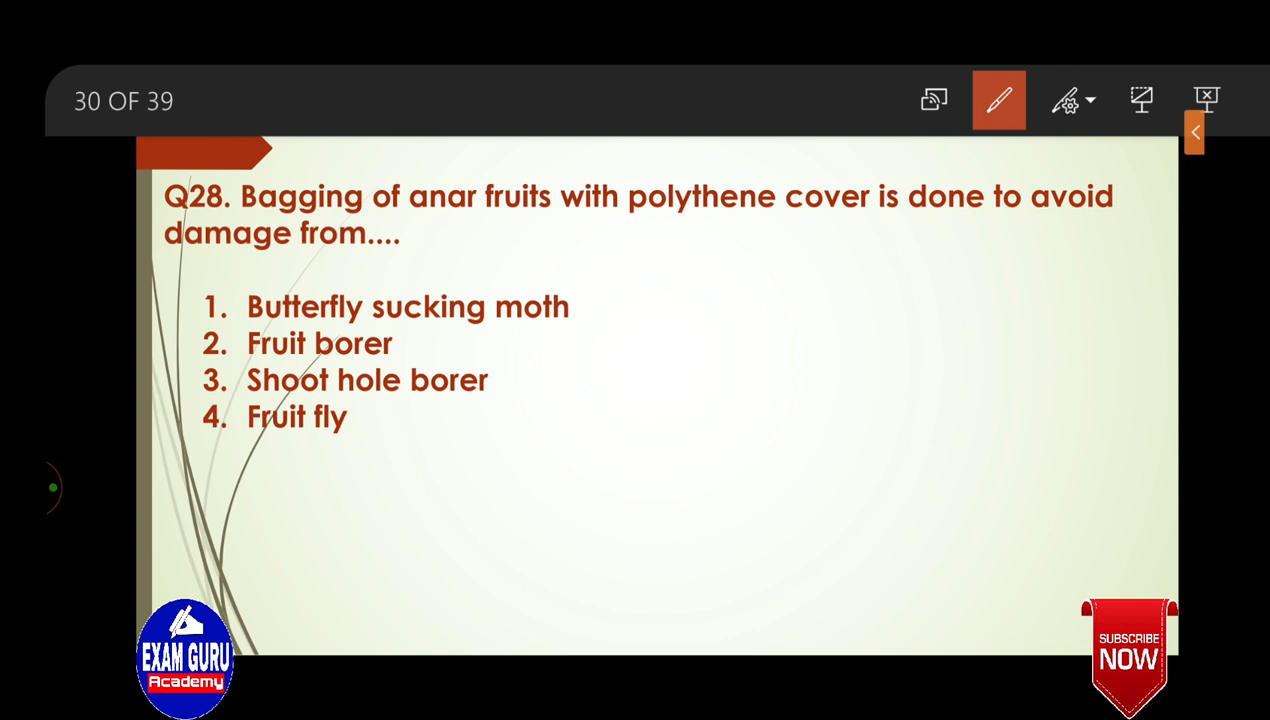 30 OF 39
Q28. Bagging of anar fruits with polythene cover is done to avoid
damage from....
1. Butterfly sucking moth
2. Fruit borer
3. Shoot hole borer
4. Fruit fly
EXAM GURU
Academy
SUBSCRIBE
NOW